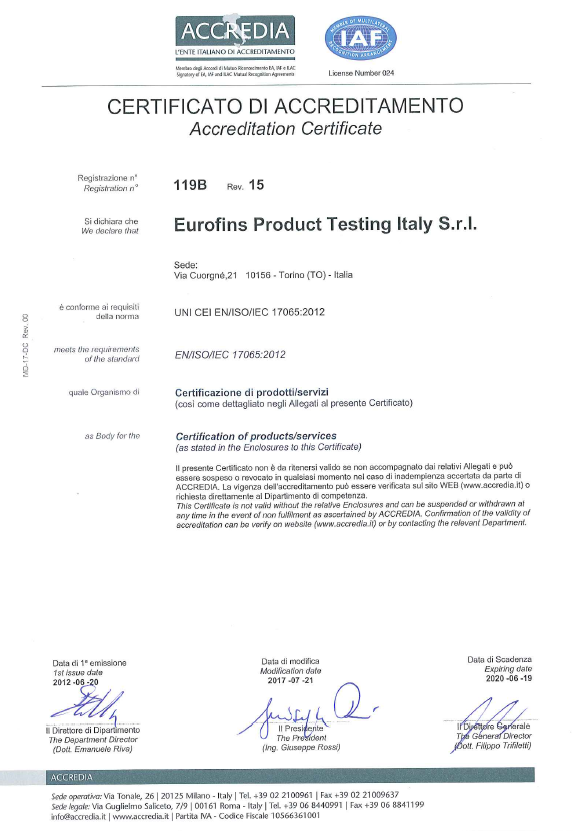 ACCREDIA
L'ENTE ITALIANO DI ACCREDITAMENTO
Membro degli Accordi di Mutuo Riconoscimento EA, IAF e ILAC
Signatory of EA, IAF and ILAC Mutual Recognition Agreements
MEMBER OF MULTILATERAL
IAF
RECOGNITION ARRANGEMENT
License Number 024
CERTIFICATO DI ACCREDITAMENTO
Accreditation Certificate
Registrazione n°
Registration n°
119B Rev. 15
Si dichiara che
We declare that
Eurofins Product Testing Italy S.r.l.
Sede:
Via Cuorgné,21 10156 - Torino (TO) - Italia
è conforme ai requisiti
della norma
UNI CEI EN/ISO/IEC 17065:2012
meets the requirements
of the standard
EN/ISO/IEC 17065:2012
MD-17-DC Rev. 00
quale Organismo di
Certificazione di prodotti/servizi
(così come dettagliato negli Allegati al presente Certificato)
as Body for the
Certification of products/services
(as stated in the Enclosures to this Certificate)
Il presente Certificato non è da ritenersi valido se non accompagnato dai relativi Allegati e può
essere sospeso o revocato in qualsiasi momento nel caso di inadempienza accertata da parte di
ACCREDIA. La vigenza dell'accreditamento può essere verificata sul sito WEB (www.accredia.it) o
richiesta direttamente al Dipartimento di competenza.
This Certificate is not valid without the relative Enclosures and can be suspended or withdrawn at
any time in the event of non fulfilment as ascertained by ACCREDIA. Confirmation of the validity of
accreditation can be verify on website (www.accredia.it) or by contacting the relevant Department.
Data di 1ª emissione
1st issue date
2012 -06 -20
Il Direttore di Dipartimento
The Department Director
(Dott. Emanuele Riva)
Data di modifica
Modification date
2017 -07 -21
Il Presidente
The President
(Ing. Giuseppe Rossi)
Data di Scadenza
Expiring date
2020 -06 -19
Il Direttore Generale
The General Director
(Dott. Filippo Trifiletti)
ACCREDIA
Sede operativa: Via Tonale, 26 | 20125 Milano - Italy | Tel. +39 02 2100961 | Fax +39 02 21009637
Sede legale: Via Guglielmo Saliceto, 7/9 | 00161 Roma - Italy | Tel. +39 06 8440991 | Fax +39 06 8841199
info@accredia.it | www.accredia.it | Partita IVA - Codice Fiscale 10566361001